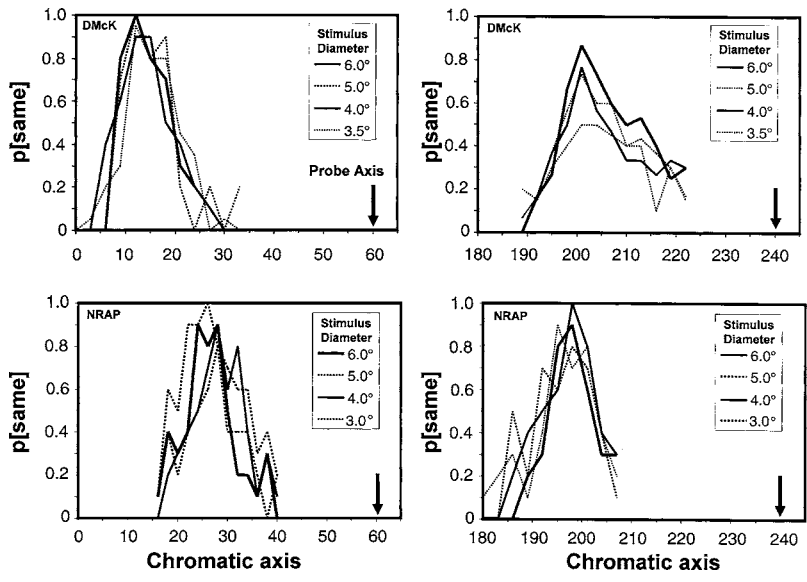 DMcK
Stimulus
Diameter
6.0°
5.0°
4.0°
3.5°
Probe Axis
p[same]
1.0
0.8
0.6
0.4
0.2
0
0 10 20 30 40 50 60
DMcK
Stimulus
Diameter
6.0°
5.0°
4.0°
3.5°
p[same]
1.0
0.8
0.6
0.4
0.2
0
180 190 200 210 220 230 240
NRAP
Stimulus
Diameter
6.0°
5.0°
4.0°
3.0°
p[same]
1.0
0.8
0.6
0.4
0.2
0
0 10 20 30 40 50 60
Chromatic axis
NRAP
Stimulus
Diameter
6.0°
5.0°
4.0°
3.0°
p[same]
1.0
0.8
0.6
0.4
0.2
0
180 190 200 210 220 230 240
Chromatic axis